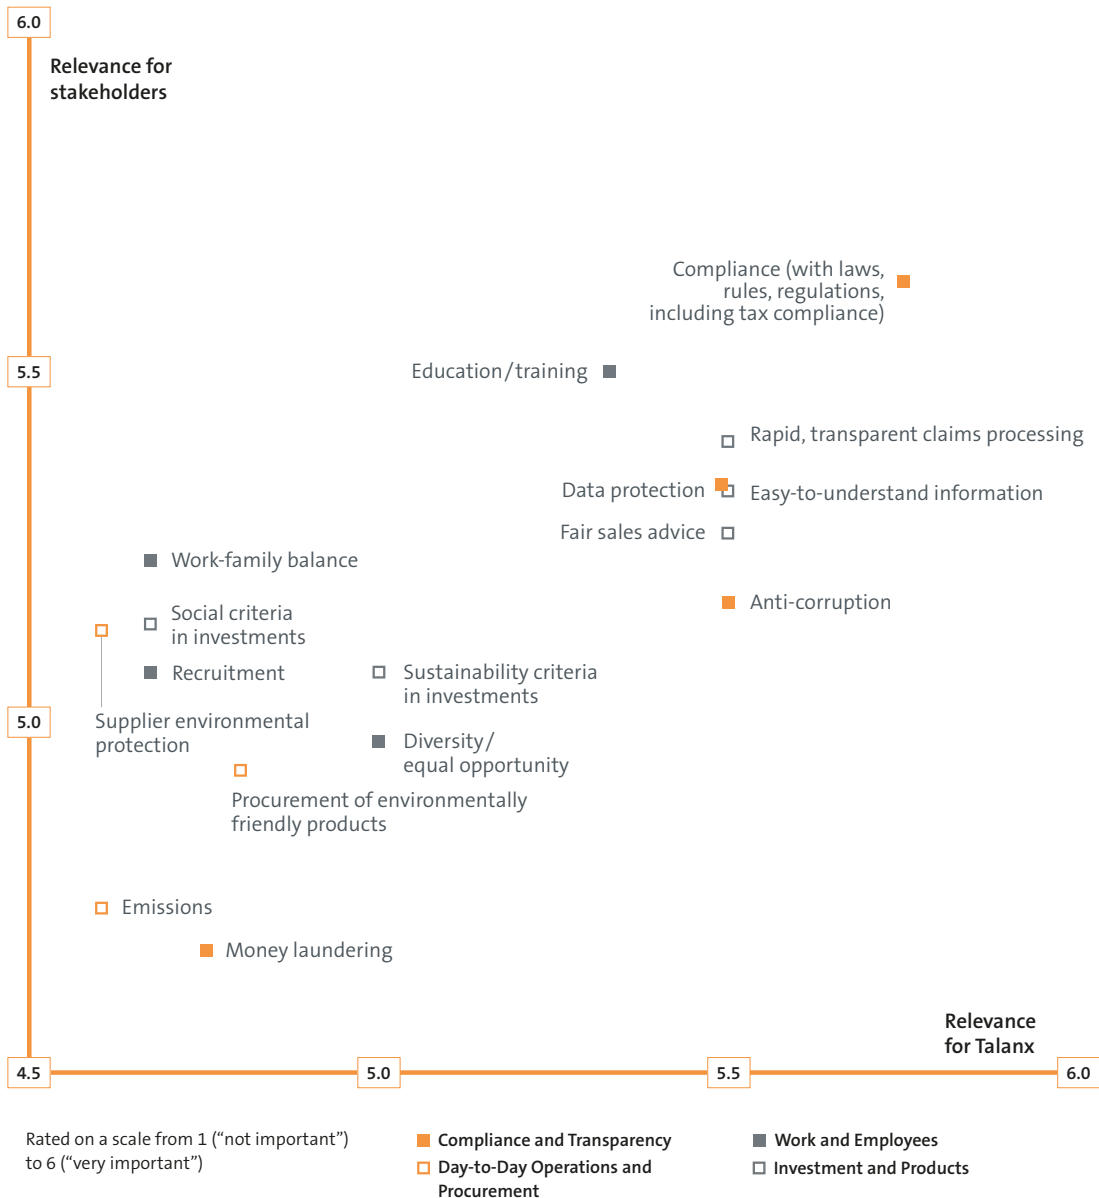 6.0
Relevance for
stakeholders
Compliance (with laws,
rules, regulations,
including tax compliance)
5.5
Education/training
Rapid, transparent claims processing
Data protection
Easy-to-understand information
Fair sales advice
Work-family balance
Anti-corruption
Social criteria
in investments
Recruitment
Sustainability criteria
in investments
5.0
Supplier environmental
protection
Diversity/
equal opportunity
Procurement of environmentally
friendly products
Emissions
Money laundering
Relevance
for Talanx
4.5
5.0
5.5
6.0
Rated on a scale from 1 (“not important”)
to 6 (“very important”)
Compliance and Transparency
Day-to-Day Operations and
Procurement
Work and Employees
Investment and Products